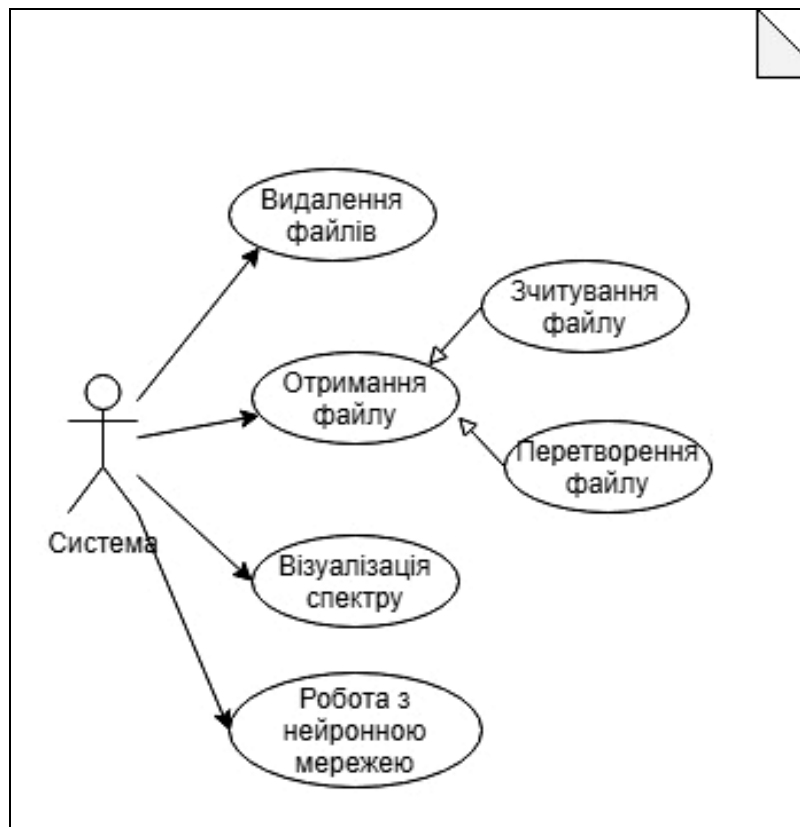 Видалення
файлів
Зчитування
файлу
Отримання
файлу
Перетворення
файлу
Система
Візуалізація
спектру
Робота з
нейронною
мережею